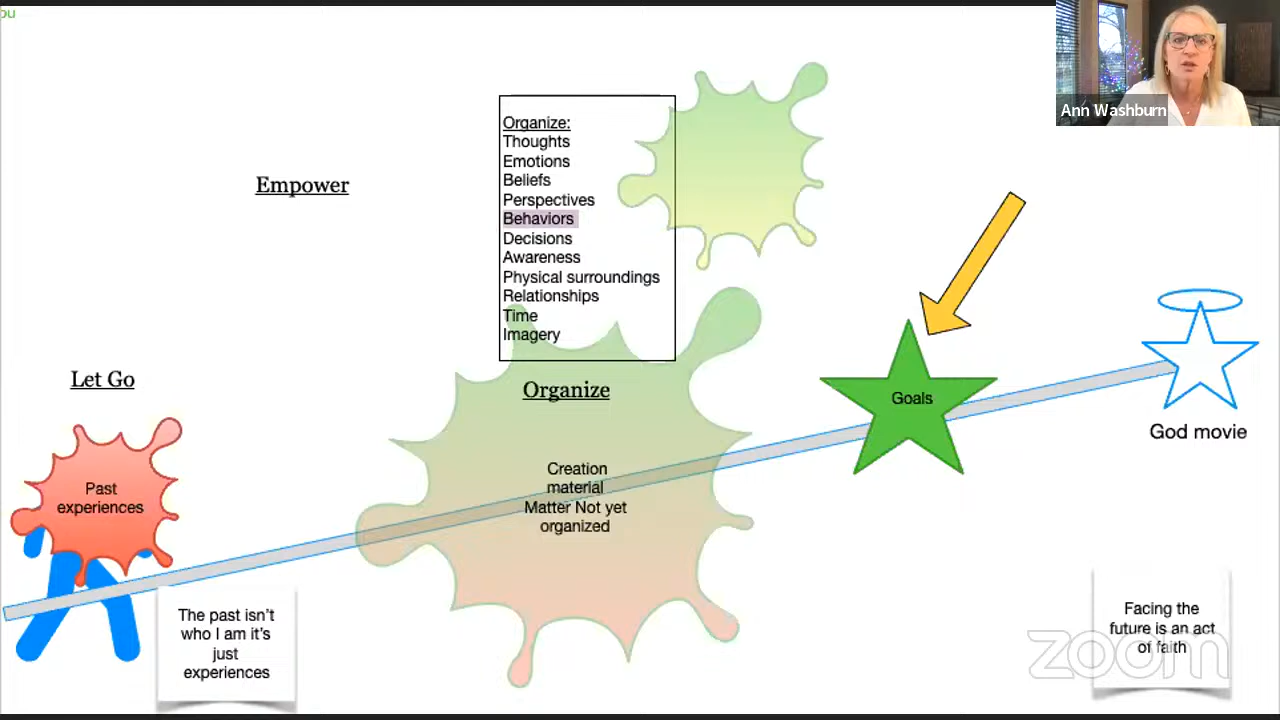 ou
Ann Washburn
Empower
Organize:
Thoughts
Emotions
Beliefs
Perspectives
Behaviors
Decisions
Awareness
Physical surroundings
Relationships
Time
Imagery
Let Go
Organize
Goals
God movie
Past
experiences
Creation
material
Matter Not yet
organized
The past isn't
who I am it's
just
experiences
Facing the
future is an act
of faith
zoom